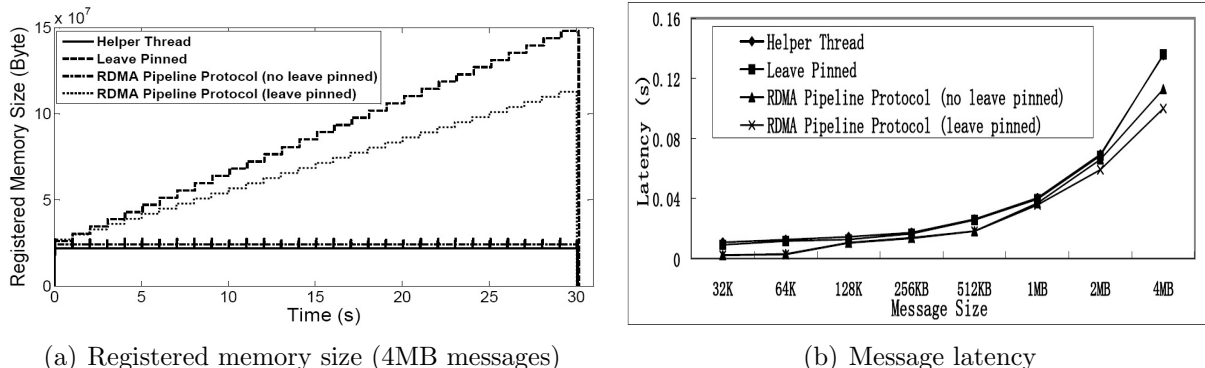 15 x 10⁷
10
5
0
Registered Memory Size (Byte)
Helper Thread
Leave Pinned
RDMA Pipeline Protocol (no leave pinned)
RDMA Pipeline Protocol (leave pinned)
0 5 10 15 20 25 30
Time (s)
(a) Registered memory size (4MB messages)
0.16
0.12
0.08
0.04
0
Latency (s)
Helper Thread
Leave Pinned
RDMA Pipeline Protocol (no leave pinned)
RDMA Pipeline Protocol (leave pinned)
32K 64K 128K 256KB 512KB 1MB 2MB 4MB
Message Size
(b) Message latency